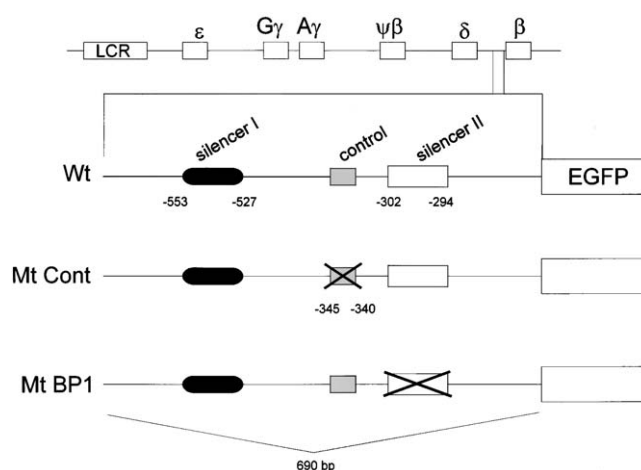 LCR ε Gγ Aγ ψβ δ β
silencer I control silencer II
Wt EGFP
-553 -527 -302 -294
Mt Cont
-345 -340
Mt BP1
690 bp